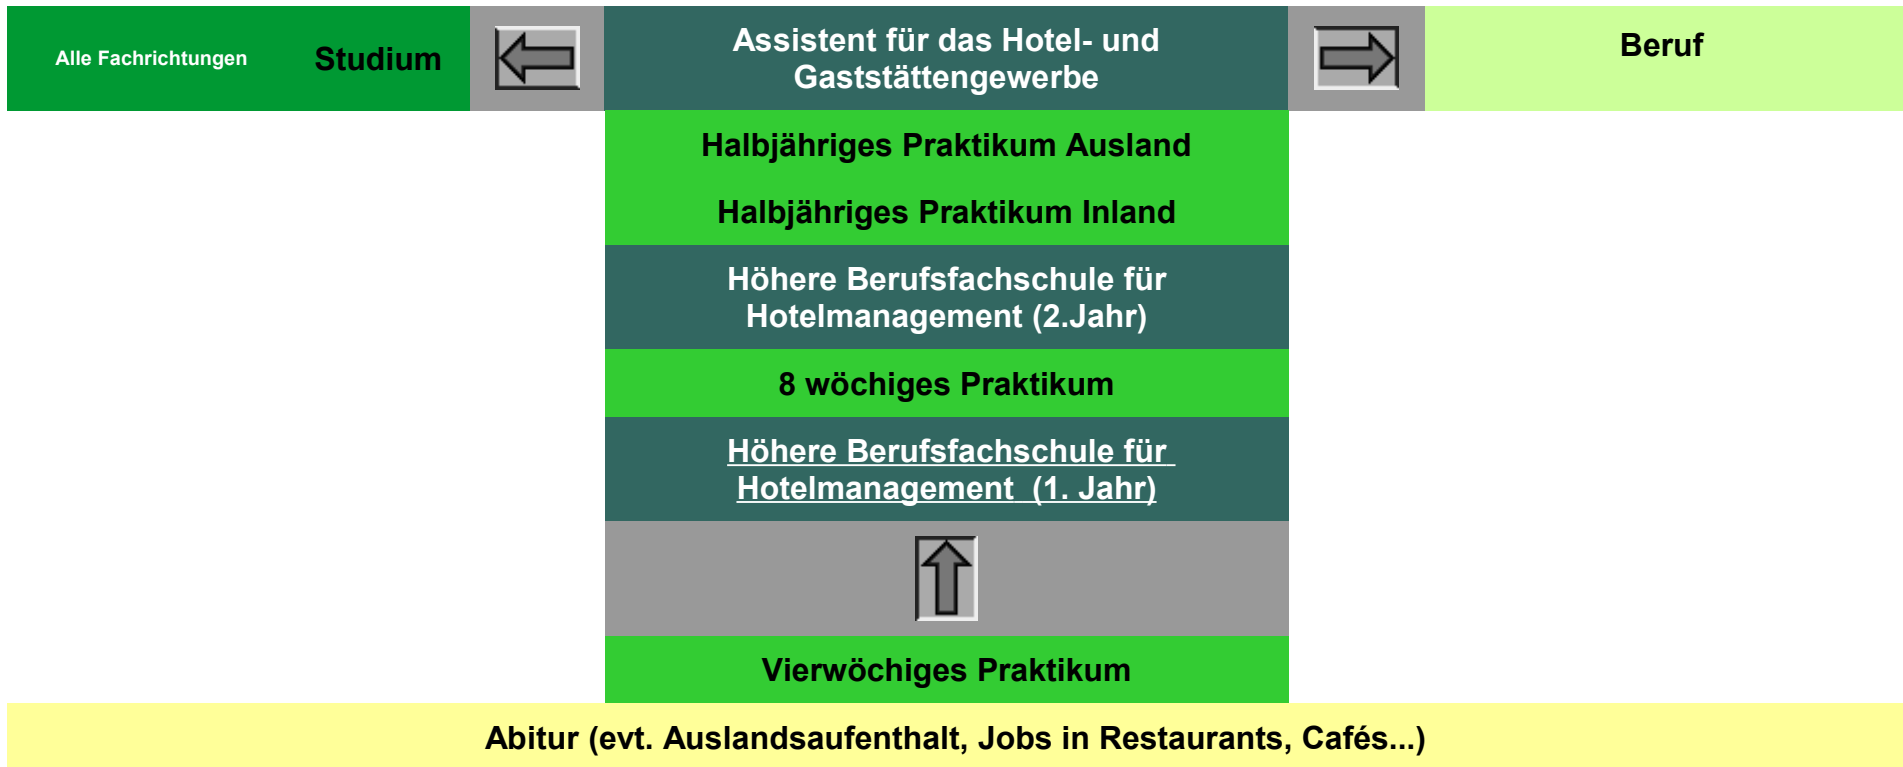 Alle Fachrichtungen Studium
Assistent für das Hotel- und
Gaststättengewerbe
Beruf
Halbjähriges Praktikum Ausland
Halbjähriges Praktikum Inland
Höhere Berufsfachschule für
Hotelmanagement (2.Jahr)
8 wöchiges Praktikum
Höhere Berufsfachschule für
Hotelmanagement (1. Jahr)
Vierwöchiges Praktikum
Abitur (evt. Auslandsaufenthalt, Jobs in Restaurants, Cafés...)